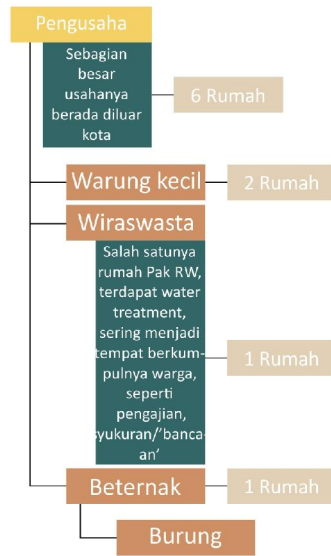 Pengusaha
Sebagian
besar
usahanya
berada diluar
kota
6 Rumah
Warung kecil
2 Rumah
Wiraswasta
Salah satunya
rumah Pak RW,
terdapat water
treatment,
sering menjadi
tempat berkum-
pulnya warga,
seperti
pengajian,
syukuran/’banca-
an’
1 Rumah
Beternak
1 Rumah
Burung